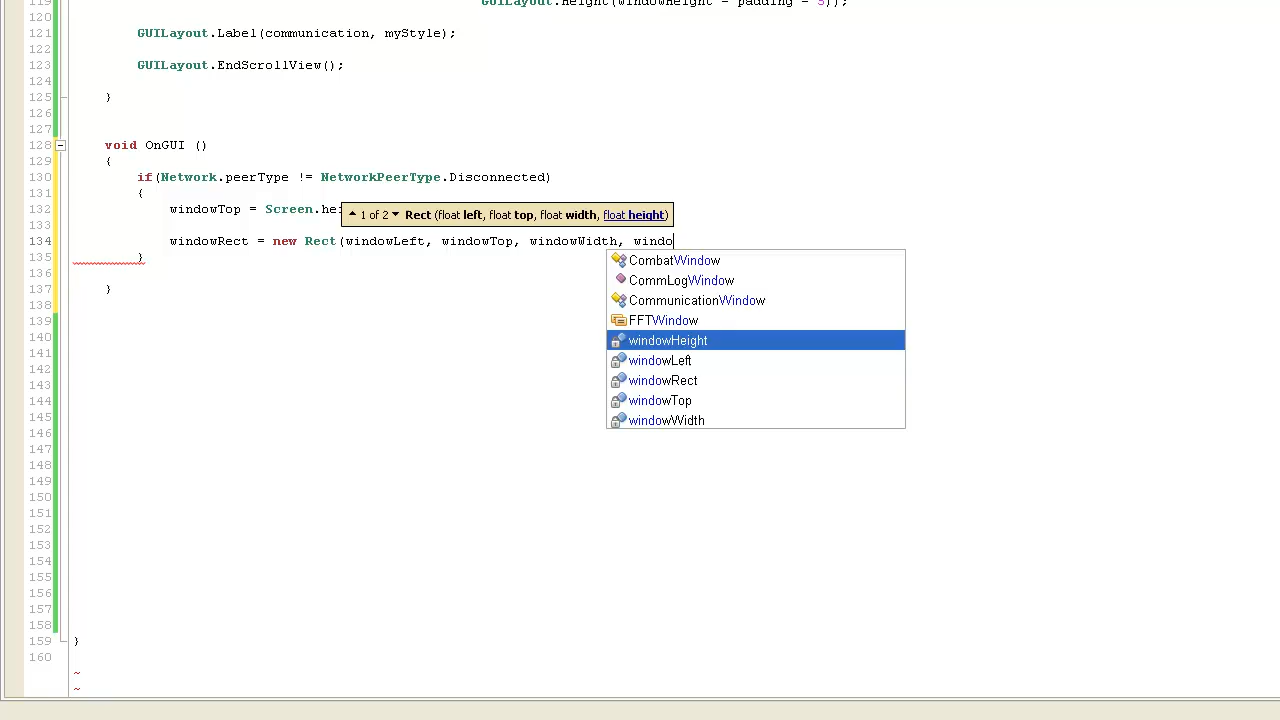 119 GUILayout.Height(windowHeight - padding - 5));
120
121 GUILayout.Label(communication, myStyle);
122
123 GUILayout.EndScrollView();
124
125 }
126
127
128 void OnGUI ()
129 {
130 if(Network.peerType != NetworkPeerType.Disconnected)
131 {
132 windowTop = Screen.hei
▲ 1 of 2 ▼ Rect (float left, float top, float width, float height)
133
134 windowRect = new Rect(windowLeft, windowTop, windowWidth, windo
CombatWindow
CommLogWindow
CommunicationWindow
FFTWindow
windowHeight
windowLeft
windowRect
windowTop
windowWidth
135 }
136
137 }
138
139
140
141
142
143
144
145
146
147
148
149
150
151
152
153
154
155
156
157
158
159 }
160
~
~